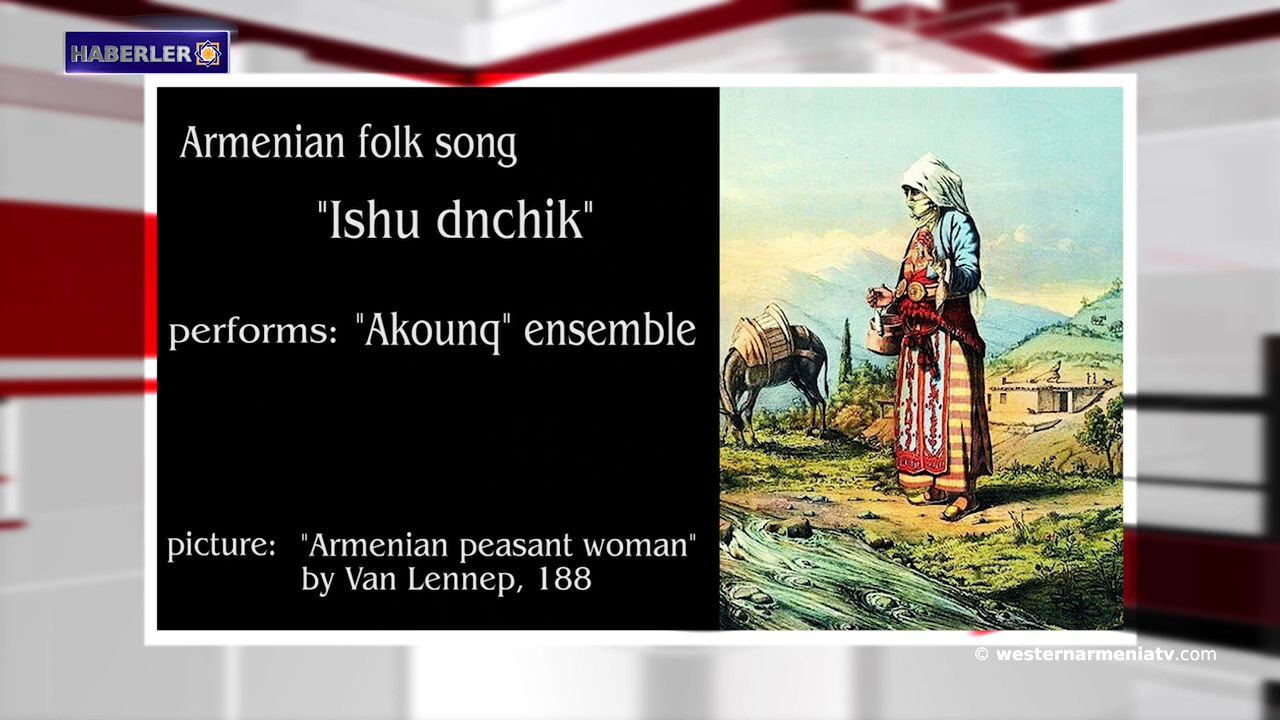 HABERLER
Armenian folk song
"Ishu dnchik"
performs: "Akounq" ensemble
picture: "Armenian peasant woman"
by Van Lennep, 188
© westernarmeniatv.com